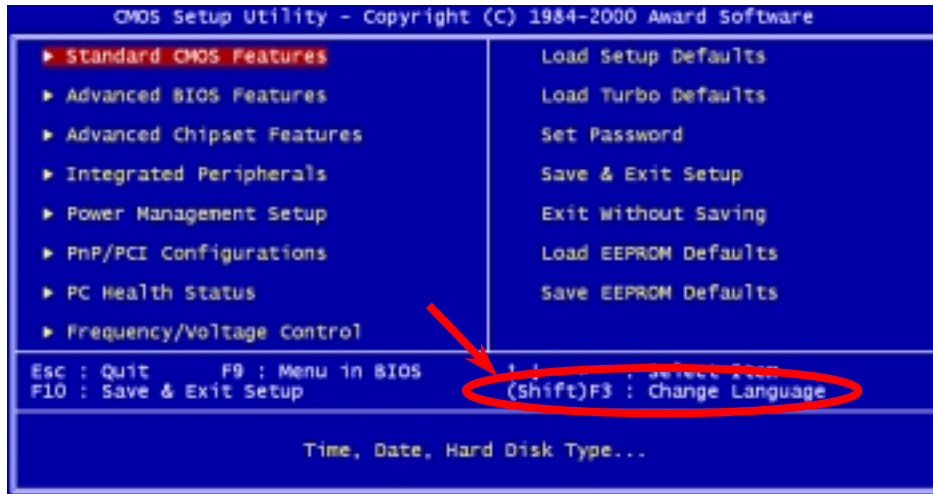 CMOS Setup Utility - Copyright (C) 1984-2000 Award Software
▶ Standard CMOS Features
▶ Advanced BIOS Features
▶ Advanced Chipset Features
▶ Integrated Peripherals
▶ Power Management Setup
▶ PnP/PCI Configurations
▶ PC Health Status
▶ Frequency/Voltage Control
Load Setup Defaults
Load Turbo Defaults
Set Password
Save & Exit Setup
Exit Without Saving
Load EEPROM Defaults
Save EEPROM Defaults
Esc : Quit F9 : Menu in BIOS
F10 : Save & Exit Setup
: Select Item
(Shift)F3 : Change Language
Time, Date, Hard Disk Type...